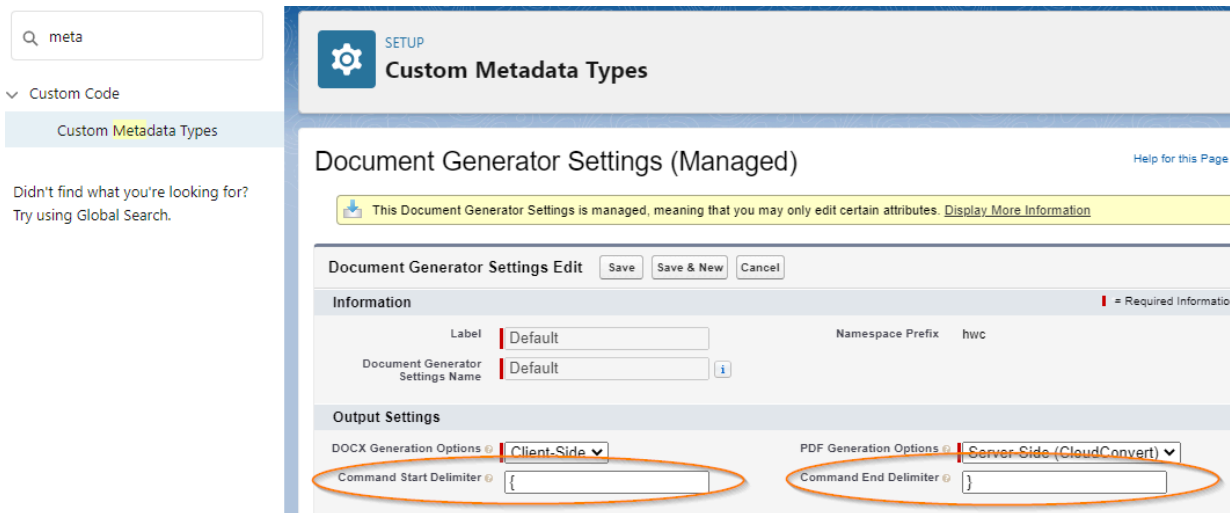 meta
Custom Code
Custom Metadata Types
Didn't find what you're looking for?
Try using Global Search.
SETUP
Custom Metadata Types
Document Generator Settings (Managed)
Help for this Page
This Document Generator Settings is managed, meaning that you may only edit certain attributes. Display More Information
Document Generator Settings Edit Save Save & New Cancel
Information = Required Informatio
Label Default Namespace Prefix hwc
Document Generator
Settings Name Default i
Output Settings
DOCX Generation Options Client-Side PDF Generation Options Server-Side (CloudConvert)
Command Start Delimiter { Command End Delimiter }